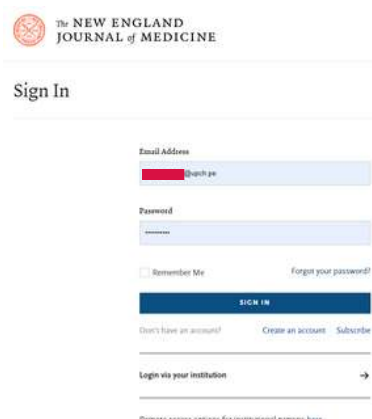 The NEW ENGLAND
JOURNAL of MEDICINE
Sign In
Email Address
@upch.pe
Password
Remember Me
Forgot your password?
SIGN IN
Don't have an account?
Create an account Subscribe
Login via your institution →